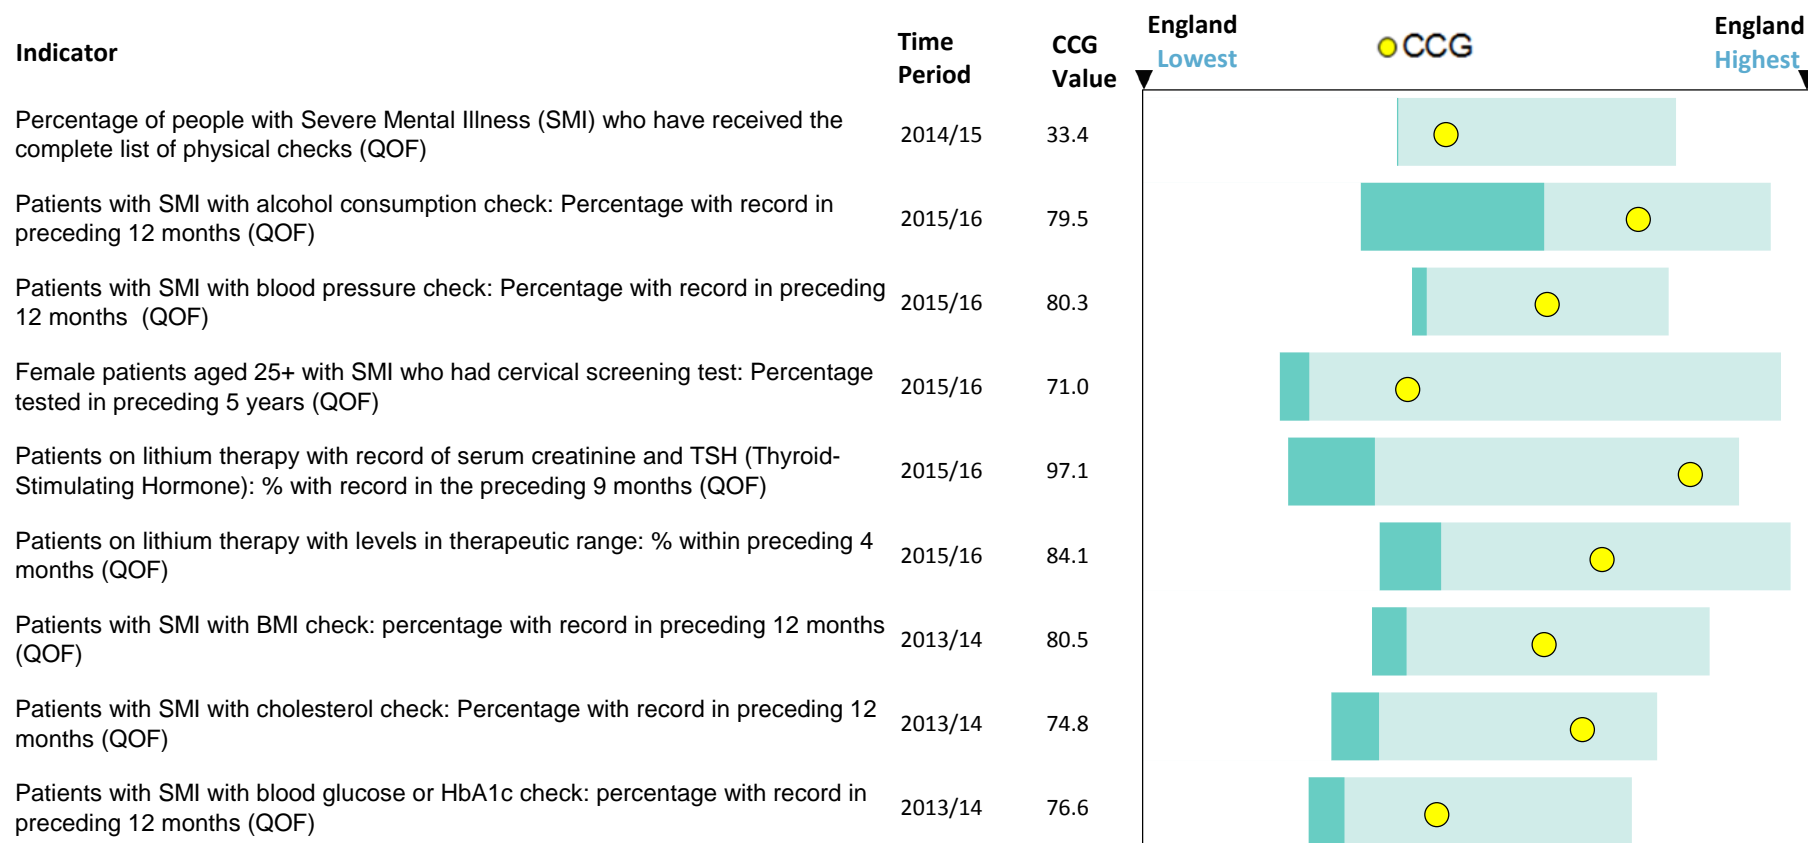 Indicator
Time Period
CCG Value
England Lowest
CCG
England Highest
Percentage of people with Severe Mental Illness (SMI) who have received the
complete list of physical checks (QOF)
2014/15
33.4
Patients with SMI with alcohol consumption check: Percentage with record in
preceding 12 months (QOF)
2015/16
79.5
Patients with SMI with blood pressure check: Percentage with record in preceding
12 months  (QOF)
2015/16
80.3
Female patients aged 25+ with SMI who had cervical screening test: Percentage
tested in preceding 5 years (QOF)
2015/16
71.0
Patients on lithium therapy with record of serum creatinine and TSH (Thyroid-
Stimulating Hormone): % with record in the preceding 9 months (QOF)
2015/16
97.1
Patients on lithium therapy with levels in therapeutic range: % within preceding 4
months (QOF)
2015/16
84.1
Patients with SMI with BMI check: percentage with record in preceding 12 months
(QOF)
2013/14
80.5
Patients with SMI with cholesterol check: Percentage with record in preceding 12
months (QOF)
2013/14
74.8
Patients with SMI with blood glucose or HbA1c check: percentage with record in
preceding 12 months (QOF)
2013/14
76.6